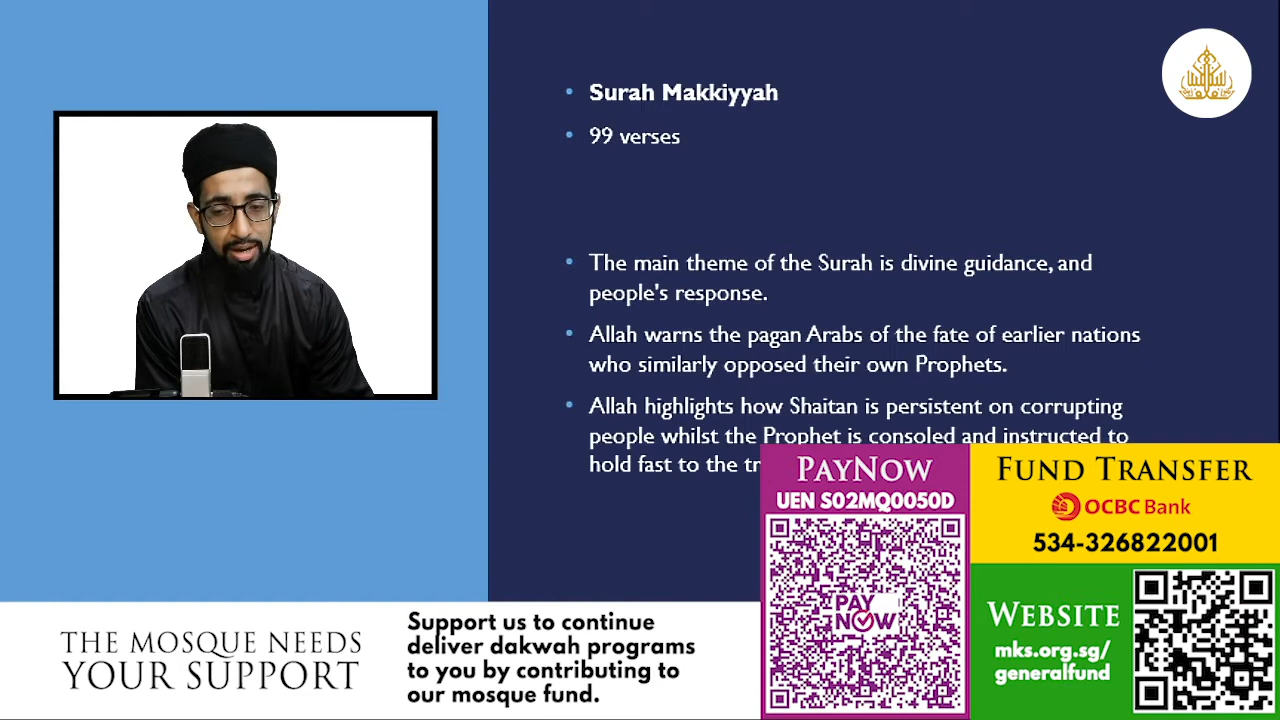 Surah Makkiyyah
99 verses
The main theme of the Surah is divine guidance, and
people's response.
Allah warns the pagan Arabs of the fate of earlier nations
who similarly opposed their own Prophets.
Allah highlights how Shaitan is persistent on corrupting
people whilst the Prophet is consoled and instructed to
hold fast to the
PAYNOW
UEN S02MQ0050D
PAY
NOW
FUND TRANSFER
OCBC Bank
534-326822001
WEBSITE
mks.org.sg/
generalfund
THE MOSQUE NEEDS
YOUR SUPPORT
Support us to continue
deliver dakwah programs
to you by contributing to
our mosque fund.